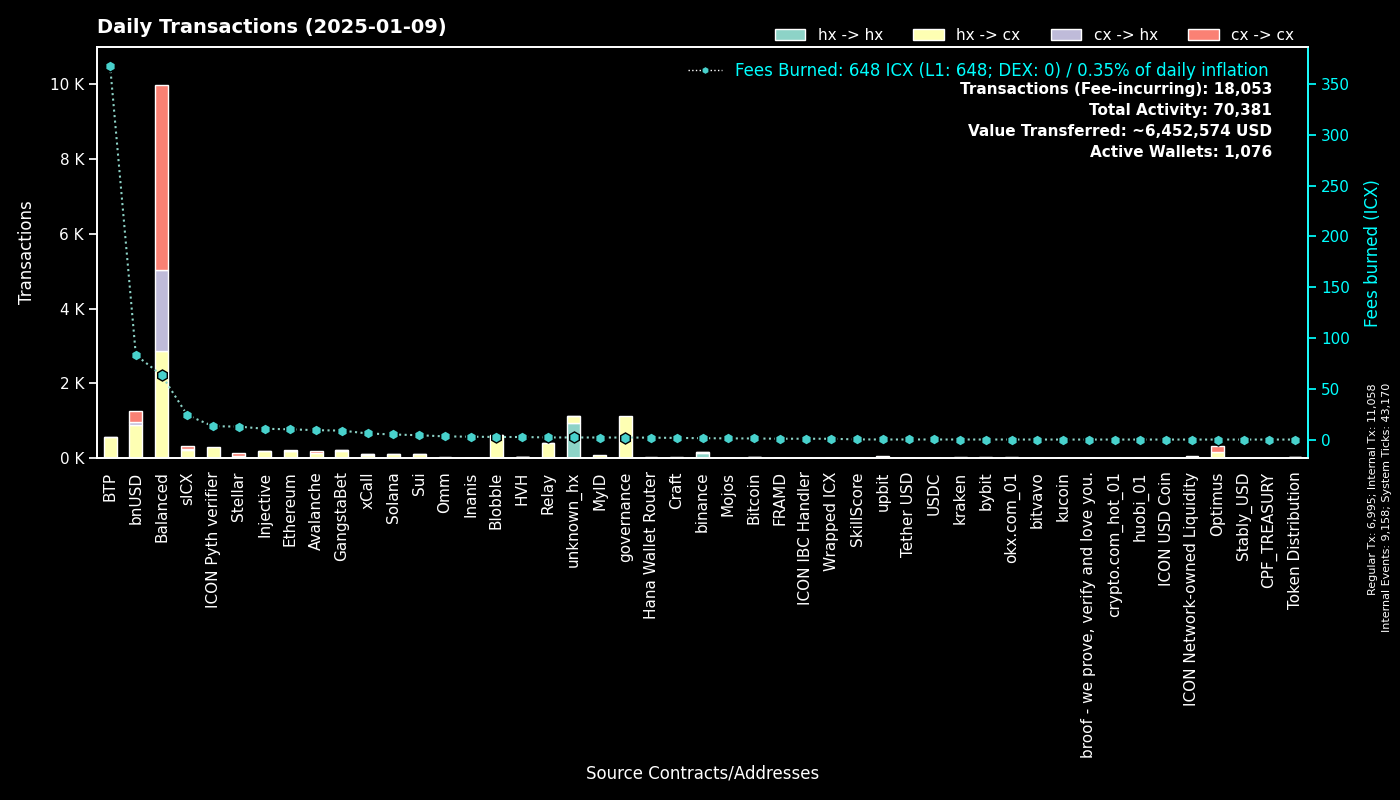 Daily Transactions (2025-01-09)
hx -> hx
hx -> cx
cx -> hx
cx -> cx
Fees Burned: 648 ICX (L1: 648; DEX: 0) / 0.35% of daily inflation
Transactions (Fee-incurring): 18,053
Total Activity: 70,381
Value Transferred: ~6,452,574 USD
Active Wallets: 1,076
Transactions
10 K
8 K
6 K
4 K
2 K
0 K
350
300
250
200
150
100
50
0
Fees burned (ICX)
BTP
bnUSD
Balanced
sICX
ICON Pyth verifier
Stellar
Injective
Ethereum
Avalanche
GangstaBet
xCall
Solana
Sui
Omm
Inanis
Blobble
HVH
Relay
unknown_hx
MyID
governance
Hana Wallet Router
Craft
binance
Mojos
Bitcoin
FRAMD
ICON IBC Handler
Wrapped ICX
SkillScore
upbit
Tether USD
USDC
kraken
bybit
okx.com_01
bitvavo
kucoin
broof - we prove, verify and love you.
crypto.com_hot_01
huobi_01
ICON USD Coin
ICON Network-owned Liquidity
Optimus
Stably_USD
CPF_TREASURY
Token Distribution
Source Contracts/Addresses
Regular Tx: 6,995; Internal Tx: 11,058
Internal Events: 9,158; System Ticks: 43,170